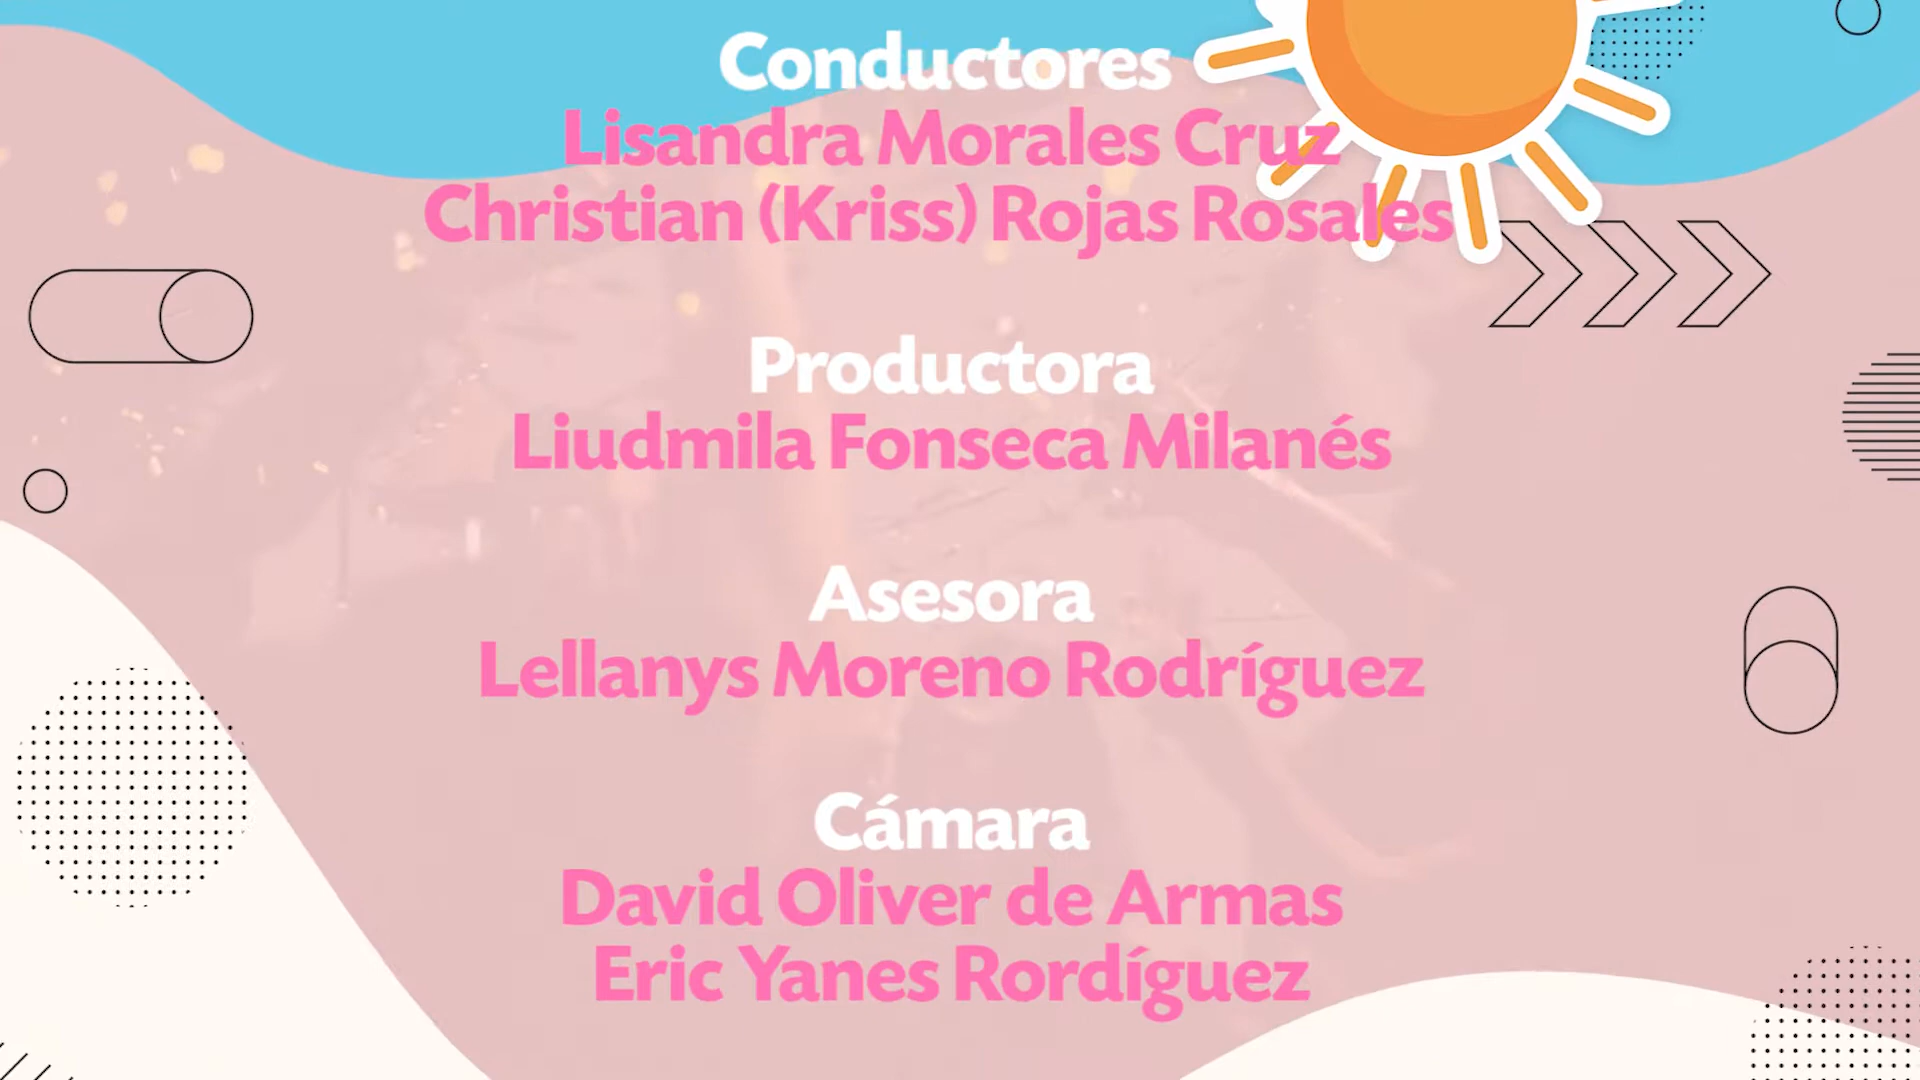 Conductores
Lisandra Morales Cruz
Christian (Kriss) Rojas Rosales
Productora
Liudmila Fonseca Milanés
Asesora
Lellanys Moreno Rodríguez
Cámara
David Oliver de Armas
Eric Yanes Rordíguez